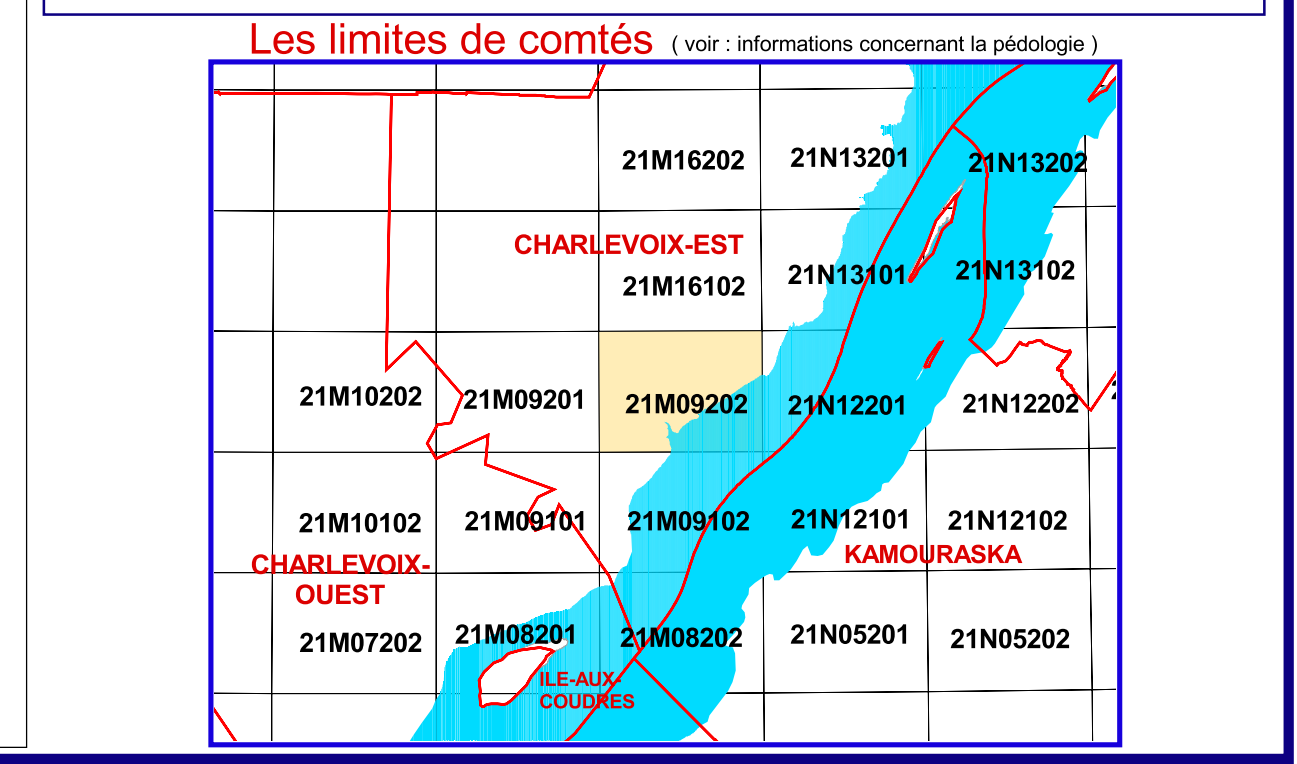 Les limites de comtés ( voir : informations concernant la pédologie )
21M16202 21N13201 21N13202
CHARLEVOIX-EST
21M16102 21N13101 21N13102
21M10202 21M09201 21M09202 21N12201 21N12202
21M10102 21M09101 21M09102 21N12101 21N12102
CHARLEVOIX-
OUEST
KAMOURASKA
21M07202 21M08201 21M08202 21N05201 21N05202
ILE-AUX-
COUDRES